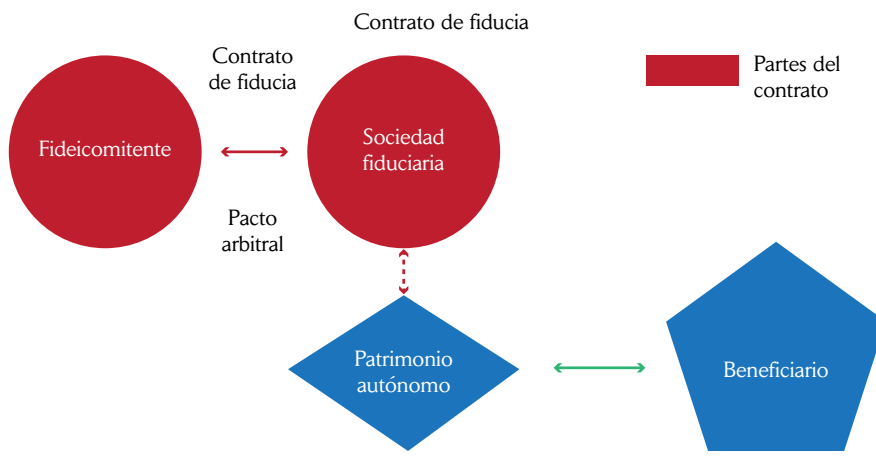 Contrato de fiducia
Contrato
de fiducia
Partes del
contrato
Fideicomitente
Sociedad
fiduciaria
Pacto
arbitral
Patrimonio
autónomo
Beneficiario